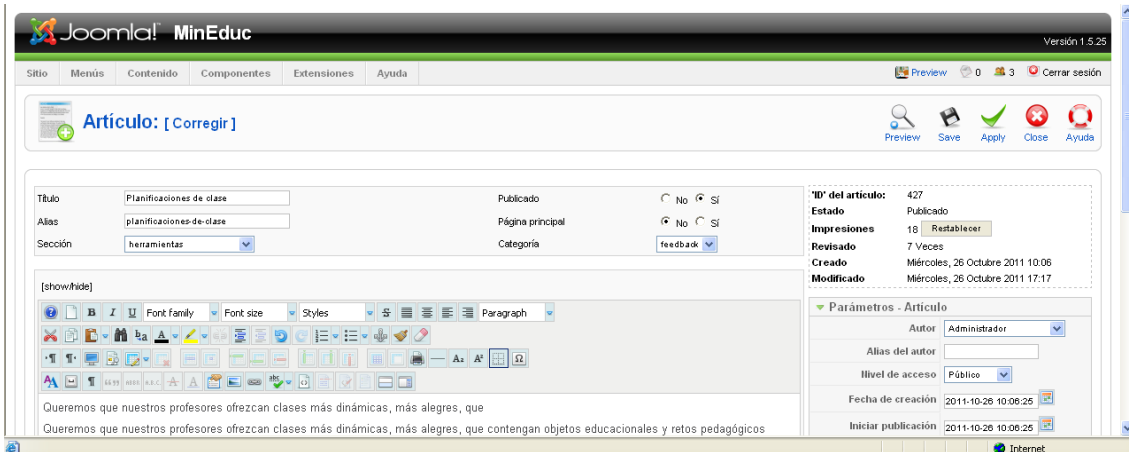 Joomla! MinEduc
Versión 1.5.25
Sitio Menús Contenido Componentes Extensiones Ayuda Preview 0 3 Cerrar sesión
Artículo: [ Corregir ]
Preview Save Apply Close Ayuda
Título Planificaciones de clase Publicado No Sí
Alias planificaciones-de-clase Página principal No Sí
Sección herramientas Categoría feedback
'ID' del artículo: 427
Estado Publicado
Impresiones 18 Restablecer
Revisado 7 Veces
Creado Miércoles, 26 Octubre 2011 10:06
Modificado Miércoles, 26 Octubre 2011 17:17
[show/hide]
B I U Font family Font size Styles Paragraph
Queremos que nuestros profesores ofrezcan clases más dinámicas, más alegres, que
Queremos que nuestros profesores ofrezcan clases más dinámicas, más alegres, que contengan objetos educacionales y retos pedagógicos
Parámetros - Artículo
Autor Administrador
Alias del autor
Nivel de acceso Público
Fecha de creación 2011-10-26 10:06:25
Iniciar publicación 2011-10-26 10:06:25
Internet